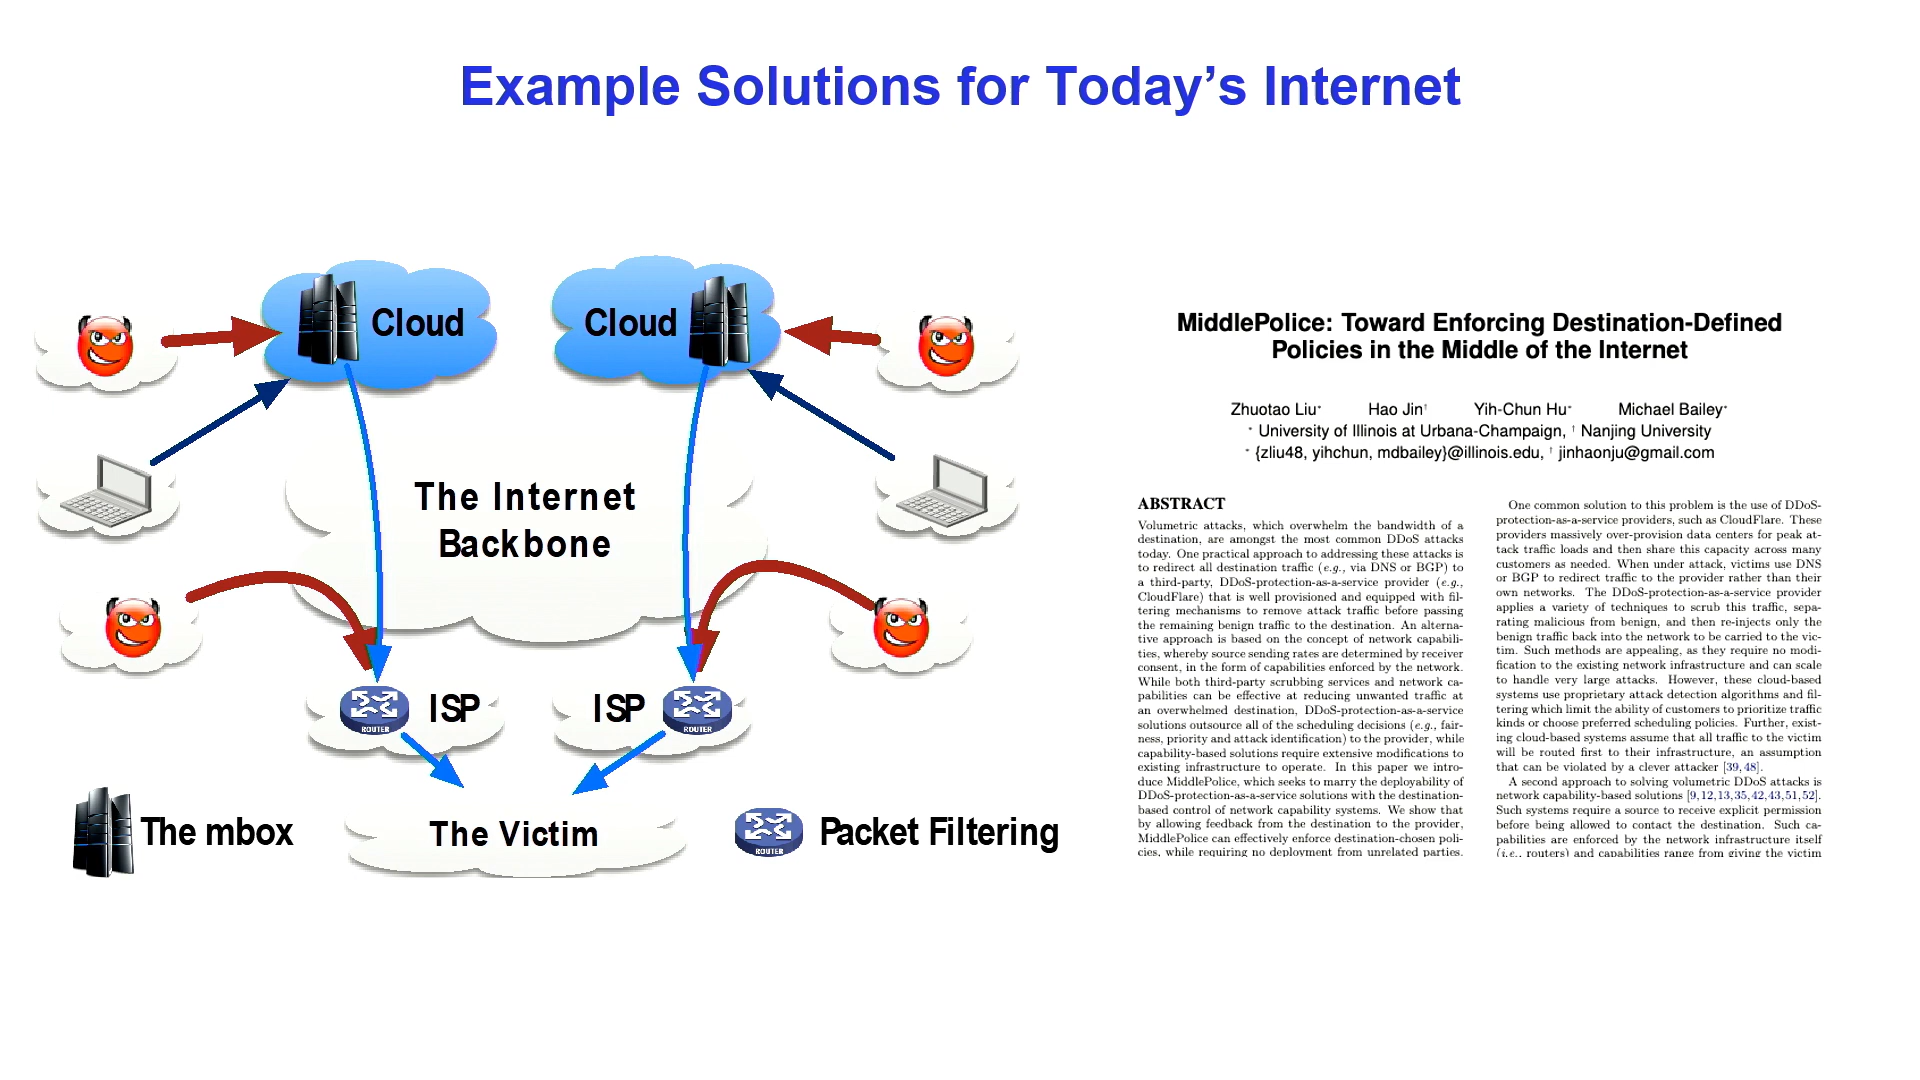 Example Solutions for Today’s Internet
Cloud
Cloud
The Internet
Backbone
ISP
ISP
ROUTER
ROUTER
The mbox
The Victim
ROUTER
Packet Filtering
MiddlePolice: Toward Enforcing Destination-Defined
Policies in the Middle of the Internet
Zhuotao Liu* Hao Jin† Yih-Chun Hu* Michael Bailey*
* University of Illinois at Urbana-Champaign, † Nanjing University
* {zliu48, yihchun, mdbailey}@illinois.edu, † jinhaonju@gmail.com
ABSTRACT
Volumetric attacks, which overwhelm the bandwidth of a
destination, are amongst the most common DDoS attacks
today. One practical approach to addressing these attacks is
to redirect all destination traffic (e.g., via DNS or BGP) to
a third-party, DDoS-protection-as-a-service provider (e.g.,
CloudFlare) that is well provisioned and equipped with fil-
tering mechanisms to remove attack traffic before passing
the remaining benign traffic to the destination. An alterna-
tive approach is based on the concept of network capabili-
ties, whereby source sending rates are determined by receiver
consent, in the form of capabilities enforced by the network.
While both third-party scrubbing services and network ca-
pabilities can be effective at reducing unwanted traffic at
an overwhelmed destination, DDoS-protection-as-a-service
solutions outsource all of the scheduling decisions (e.g., fair-
ness, priority and attack identification) to the provider, while
capability-based solutions require extensive modifications to
existing infrastructure to operate. In this paper we intro-
duce MiddlePolice, which seeks to marry the deployability of
DDoS-protection-as-a-service solutions with the destination-
based control of network capability systems. We show that
by allowing feedback from the destination to the provider,
MiddlePolice can effectively enforce destination-chosen poli-
cies, while requiring no deployment from unrelated parties.
One common solution to this problem is the use of DDoS-
protection-as-a-service providers, such as CloudFlare. These
providers massively over-provision data centers for peak at-
tack traffic loads and then share this capacity across many
customers as needed. When under attack, victims use DNS
or BGP to redirect traffic to the provider rather than their
own networks. The DDoS-protection-as-a-service provider
applies a variety of techniques to scrub this traffic, sepa-
rating malicious from benign, and then re-injects only the
benign traffic back into the network to be carried to the vic-
tim. Such methods are appealing, as they require no modi-
fication to the existing network infrastructure and can scale
to handle very large attacks. However, these cloud-based
systems use proprietary attack detection algorithms and fil-
tering which limit the ability of customers to prioritize traffic
kinds or choose preferred scheduling policies. Further, exist-
ing cloud-based systems assume that all traffic to the victim
will be routed first to their infrastructure, an assumption
that can be violated by a clever attacker [39,48].
A second approach to solving volumetric DDoS attacks is
network capability-based solutions [9,12,13,35,42,43,51,52].
Such systems require a source to receive explicit permission
before being allowed to contact the destination. Such ca-
pabilities are enforced by the network infrastructure itself
(i.e., routers) and capabilities range from giving the victim